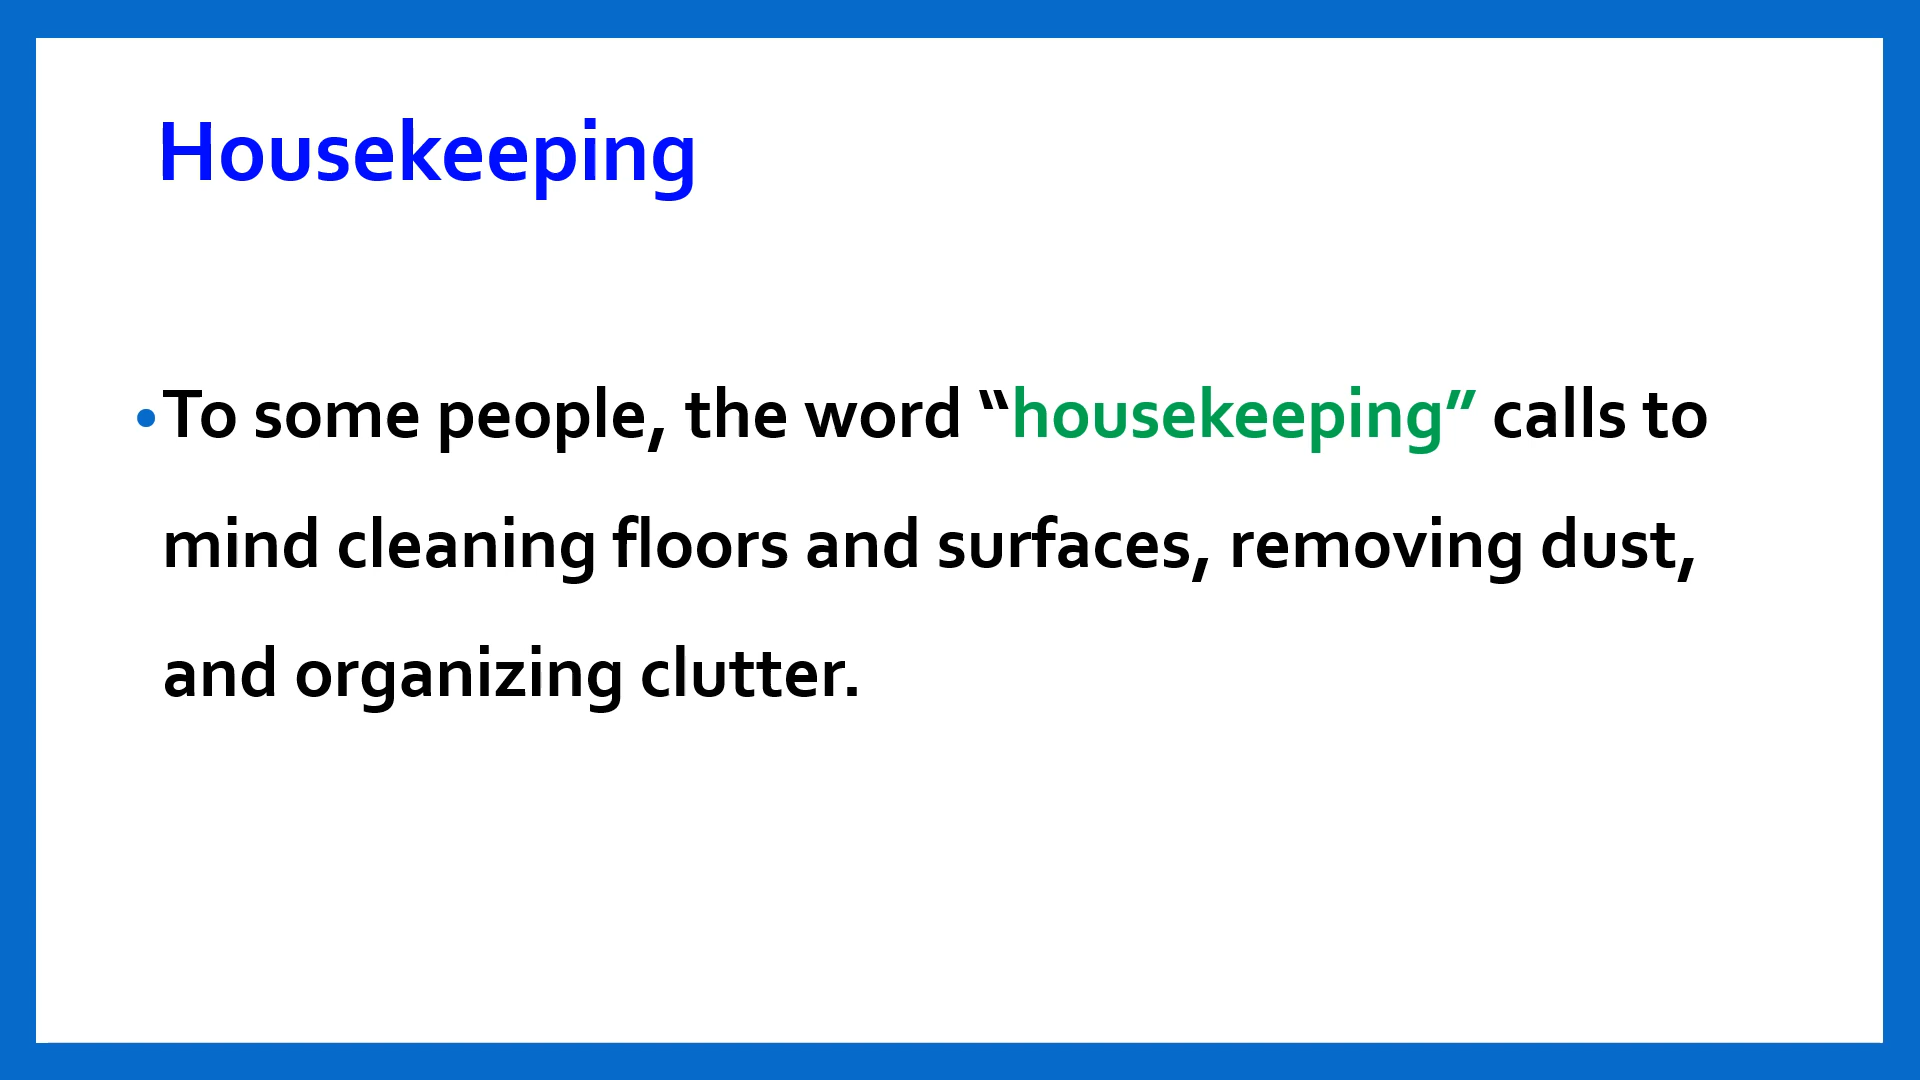 Housekeeping
•To some people, the word “housekeeping” calls to
mind cleaning floors and surfaces, removing dust,
and organizing clutter.